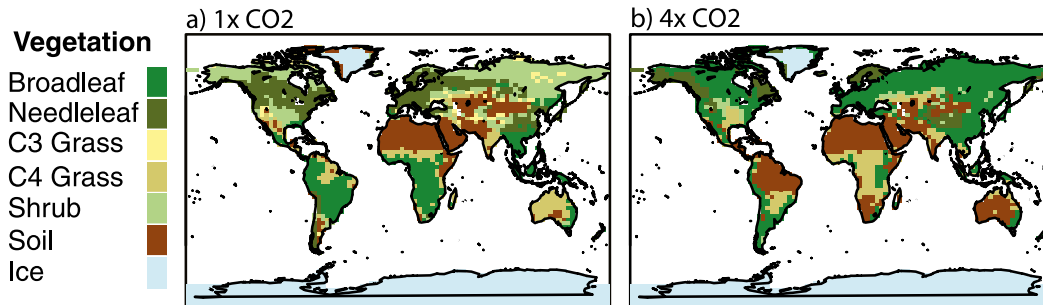 a) 1x CO2
b) 4x CO2
Vegetation
Broadleaf
Needleleaf
C3 Grass
C4 Grass
Shrub
Soil
Ice